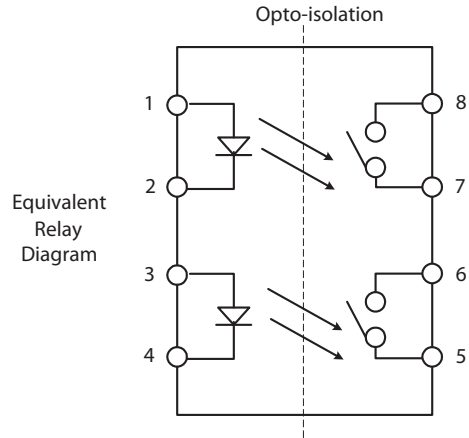 Opto-isolation
1
8
2
7
Equivalent
Relay
Diagram
3
6
4
5